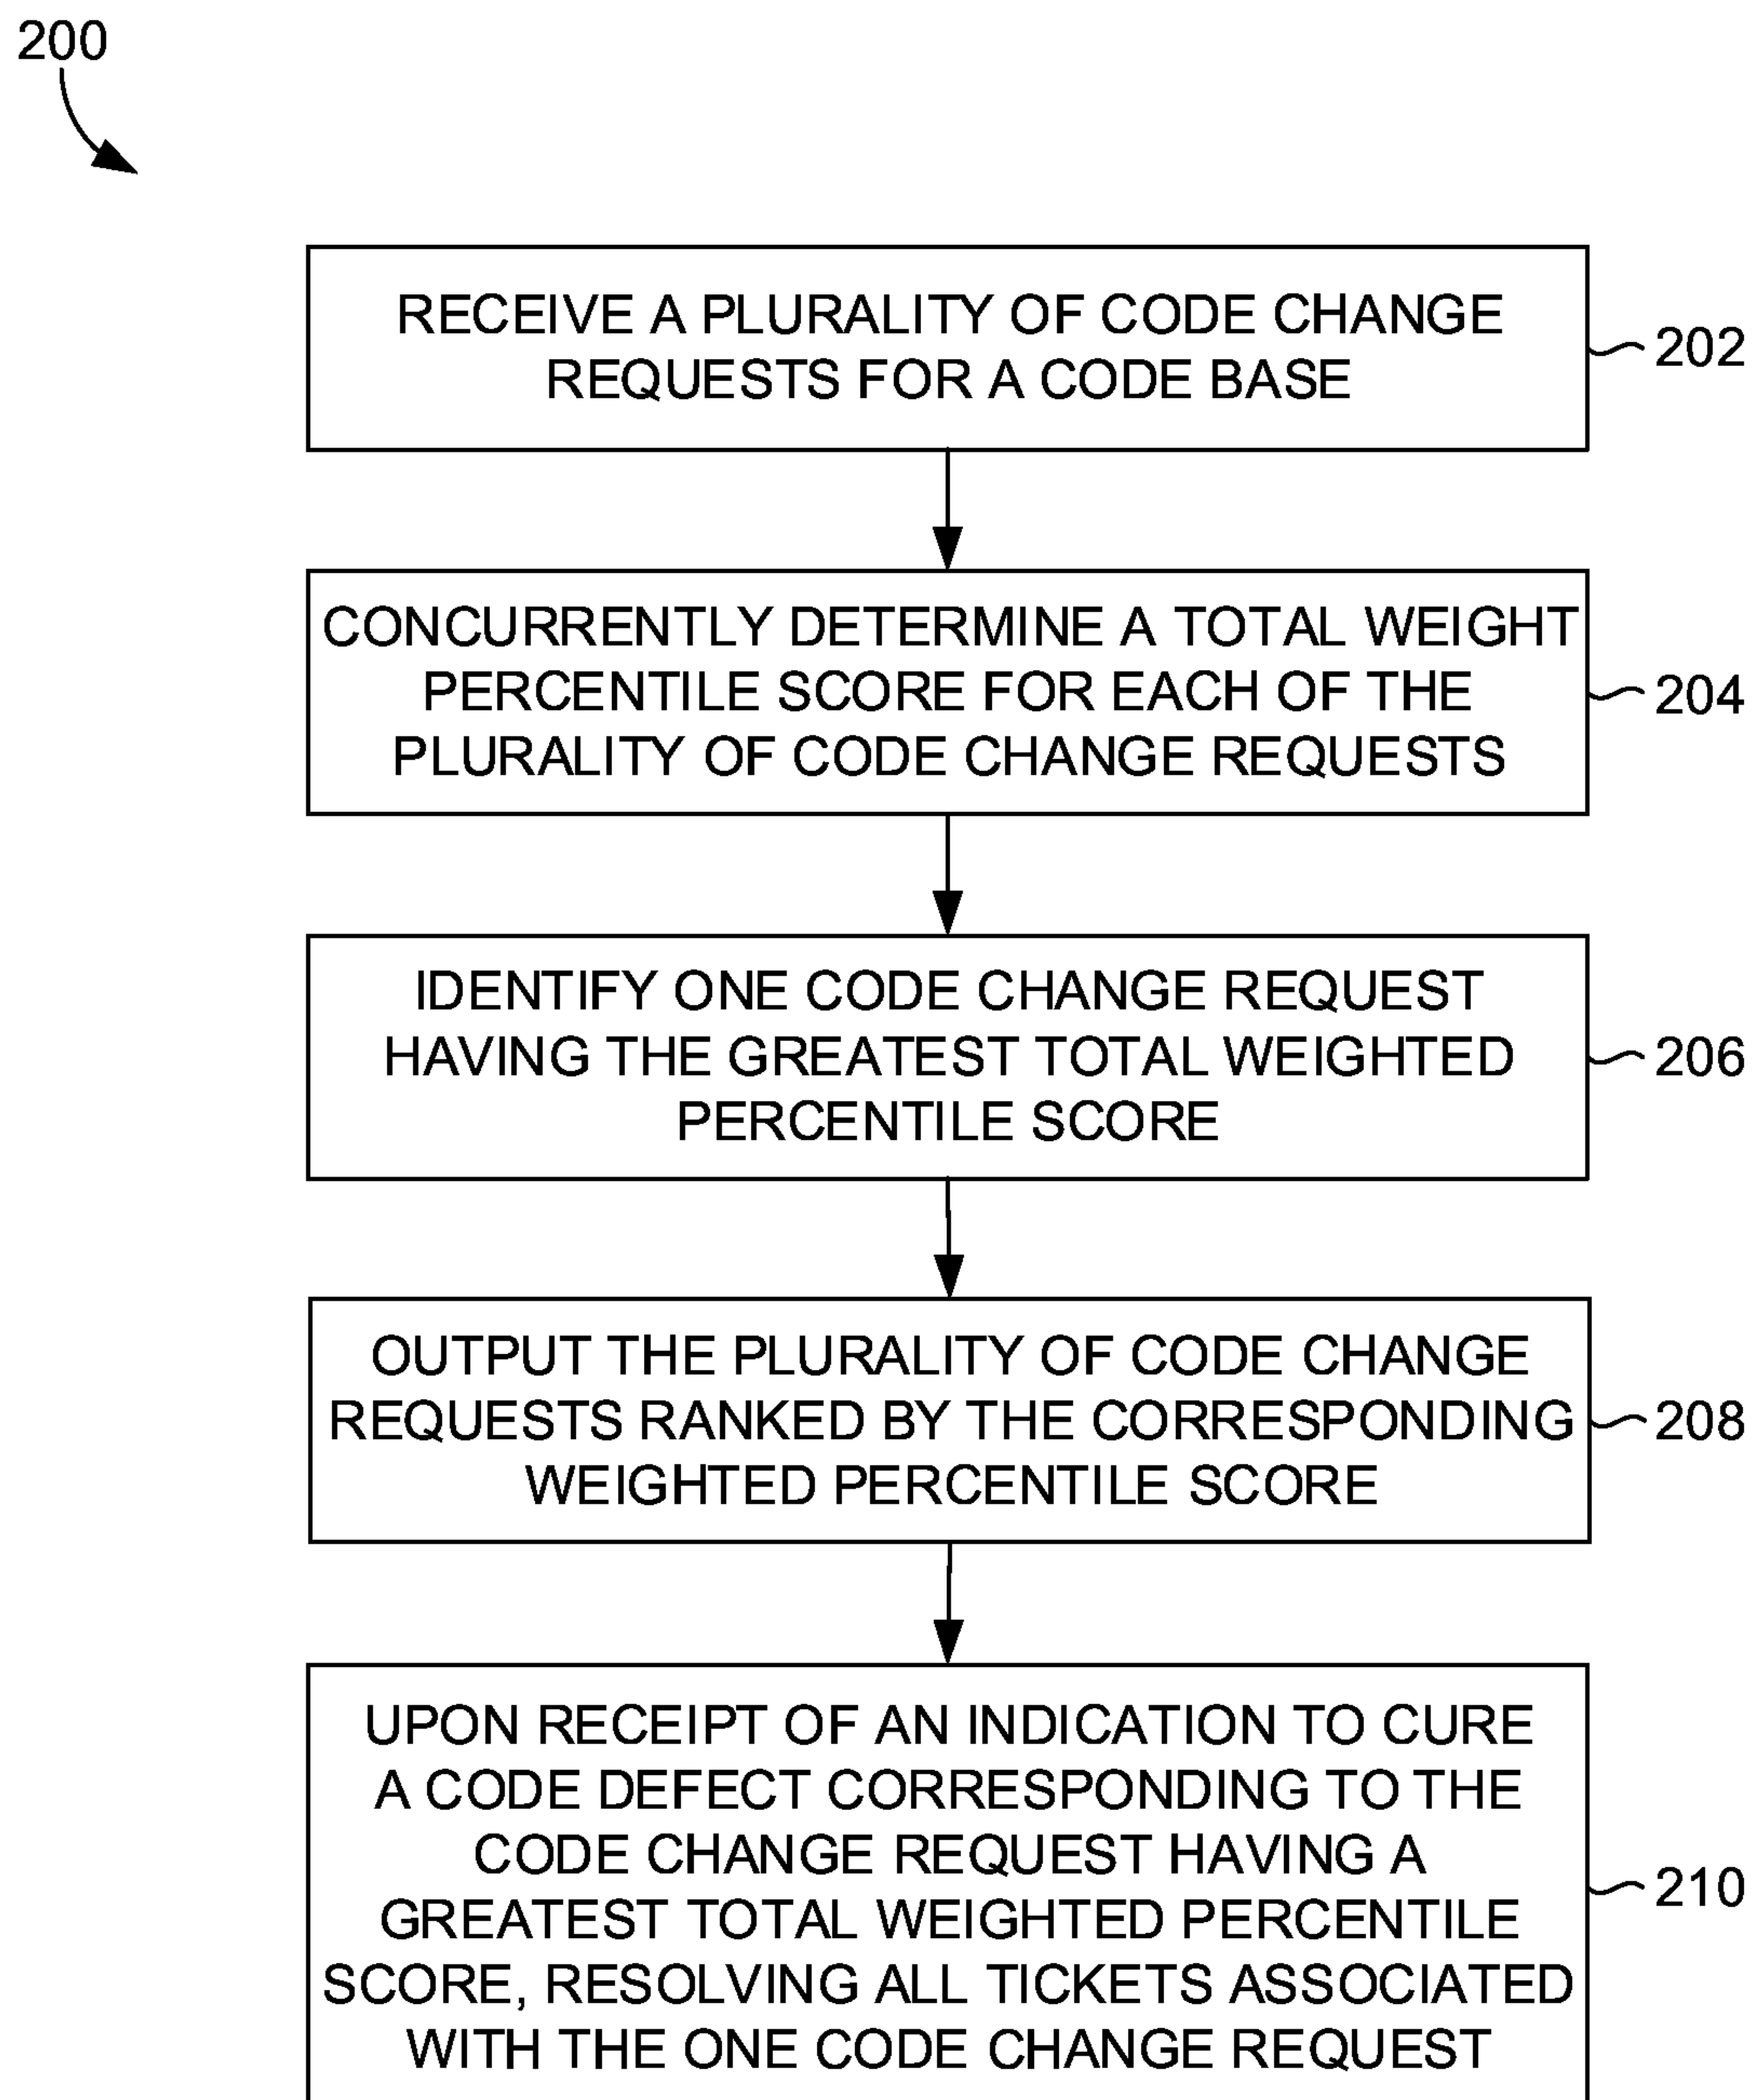 200
RECEIVE A PLURALITY OF CODE CHANGE
REQUESTS FOR A CODE BASE
202
CONCURRENTLY DETERMINE A TOTAL WEIGHT
PERCENTILE SCORE FOR EACH OF THE
PLURALITY OF CODE CHANGE REQUESTS
204
IDENTIFY ONE CODE CHANGE REQUEST
HAVING THE GREATEST TOTAL WEIGHTED
PERCENTILE SCORE
206
OUTPUT THE PLURALITY OF CODE CHANGE
REQUESTS RANKED BY THE CORRESPONDING
WEIGHTED PERCENTILE SCORE
208
UPON RECEIPT OF AN INDICATION TO CURE
A CODE DEFECT CORRESPONDING TO THE
CODE CHANGE REQUEST HAVING A
GREATEST TOTAL WEIGHTED PERCENTILE
SCORE, RESOLVING ALL TICKETS ASSOCIATED
WITH THE ONE CODE CHANGE REQUEST
210